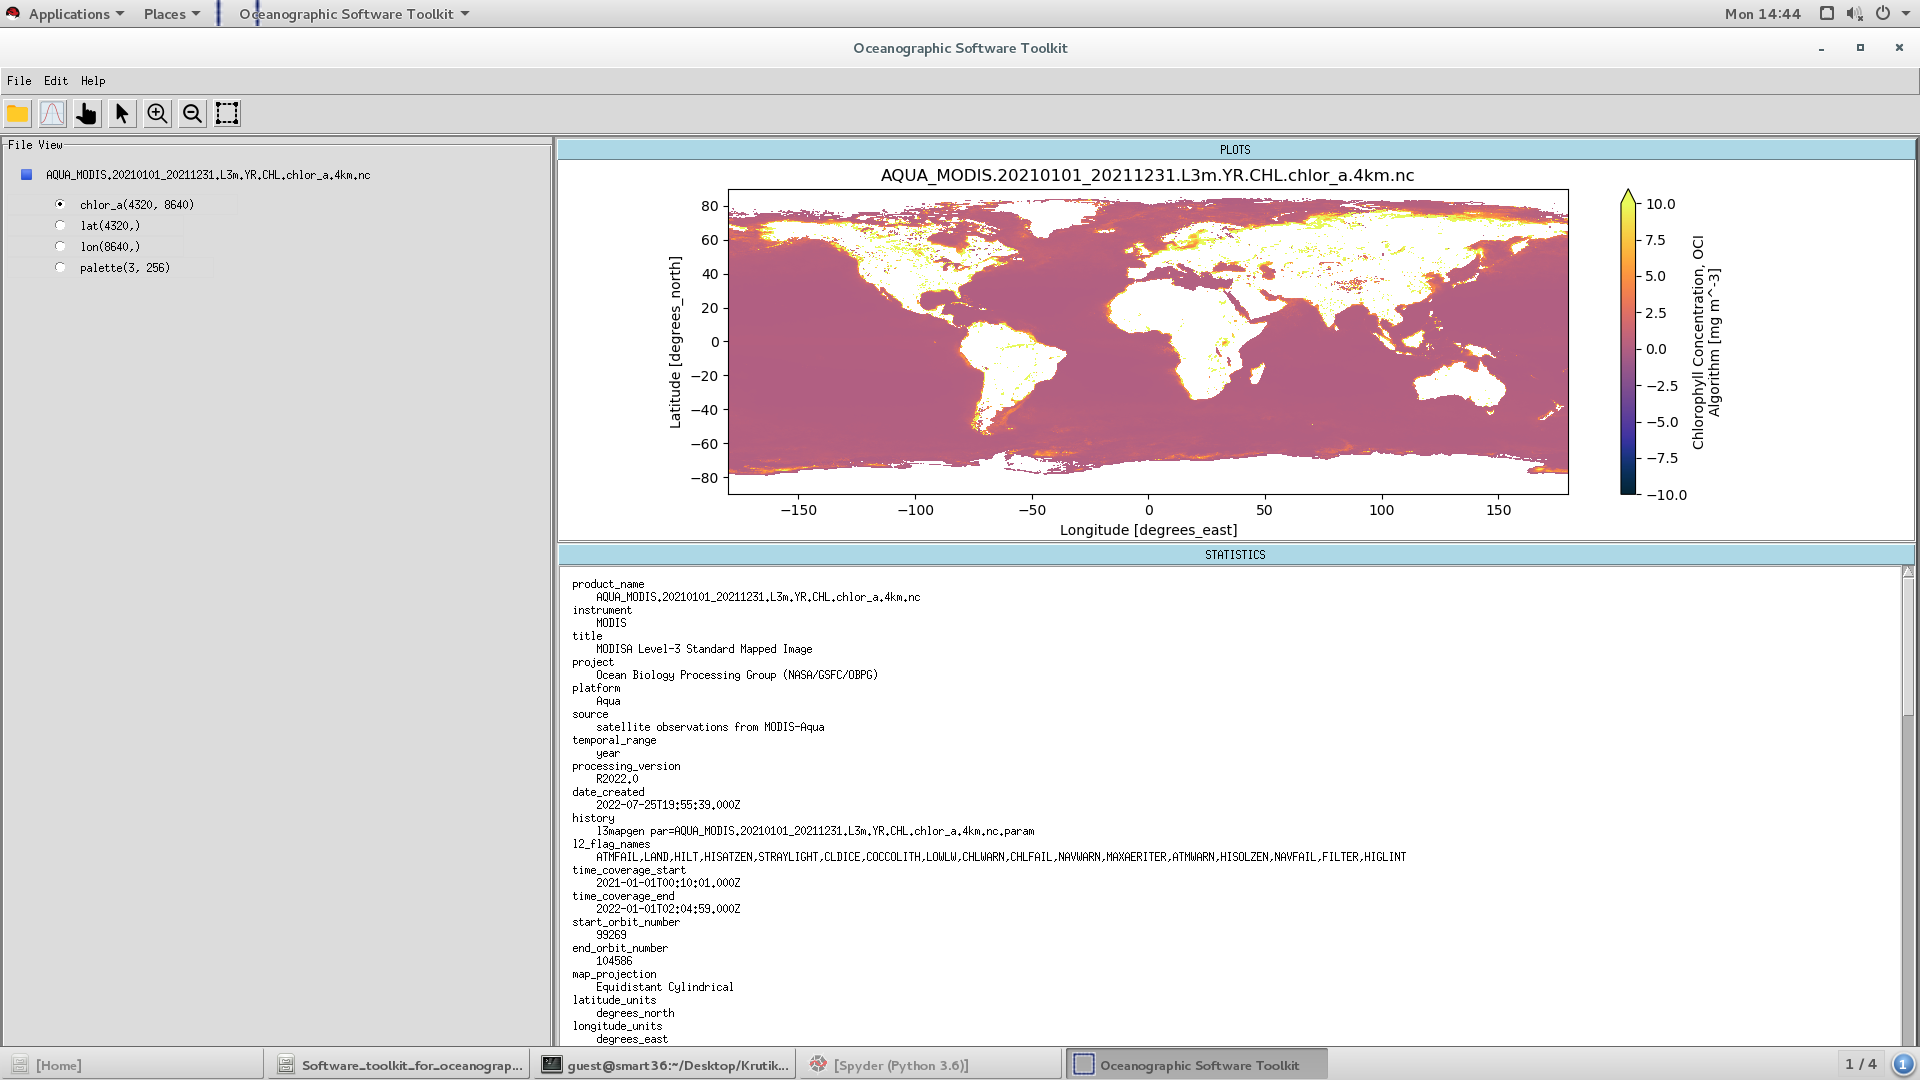 Applications Places Oceanographic Software Toolkit Mon 14:44
Oceanographic Software Toolkit
File Edit Help
File View
AQUA_MODIS.20210101_20211231.L3m.YR.CHL.chlor_a.4km.nc
chlor_a(4320, 8640)
lat(4320,)
lon(8640,)
palette(3, 256)
PLOTS
AQUA_MODIS.20210101_20211231.L3m.YR.CHL.chlor_a.4km.nc
80
60
40
20
0
−20
−40
−60
−80
Latitude [degrees_north]
−150 −100 −50 0 50 100 150
Longitude [degrees_east]
10.0
7.5
5.0
2.5
0.0
−2.5
−5.0
−7.5
−10.0
Chlorophyll Concentration, OCI
Algorithm [mg m^-3]
STATISTICS
product_name
AQUA_MODIS.20210101_20211231.L3m.YR.CHL.chlor_a.4km.nc
instrument
MODIS
title
MODISA Level-3 Standard Mapped Image
project
Ocean Biology Processing Group (NASA/GSFC/OBPG)
platform
Aqua
source
satellite observations from MODIS-Aqua
temporal_range
year
processing_version
R2022.0
date_created
2022-07-25T19:55:39.000Z
history
l3mapgen par=AQUA_MODIS.20210101_20211231.L3m.YR.CHL.chlor_a.4km.nc.param
l2_flag_names
ATMFAIL,LAND,HILT,HISATZEN,STRAYLIGHT,CLDICE,COCCOLITH,LOWLW,CHLWARN,CHLFAIL,NAVWARN,MAXAERITER,ATMWARN,HISOLZEN,NAVFAIL,FILTER,HIGLINT
time_coverage_start
2021-01-01T00:10:01.000Z
time_coverage_end
2022-01-01T02:04:59.000Z
start_orbit_number
99269
end_orbit_number
104586
map_projection
Equidistant Cylindrical
latitude_units
degrees_north
longitude_units
degrees_east
[Home] Software_toolkit_for_oceanograp... guest@smart36:~/Desktop/Krutik... [Spyder (Python 3.6)] Oceanographic Software Toolkit 1 / 4 1